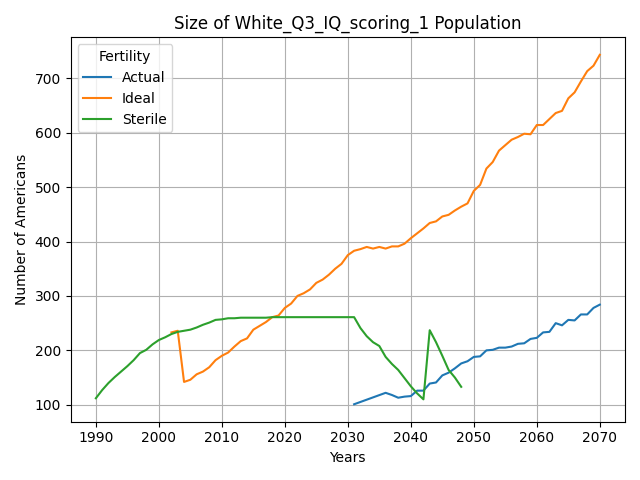 Size of White_Q3_IQ_scoring_1 Population
Fertility
Actual
Ideal
Sterile
Number of Americans
700
600
500
400
300
200
100
1990 2000 2010 2020 2030 2040 2050 2060 2070
Years